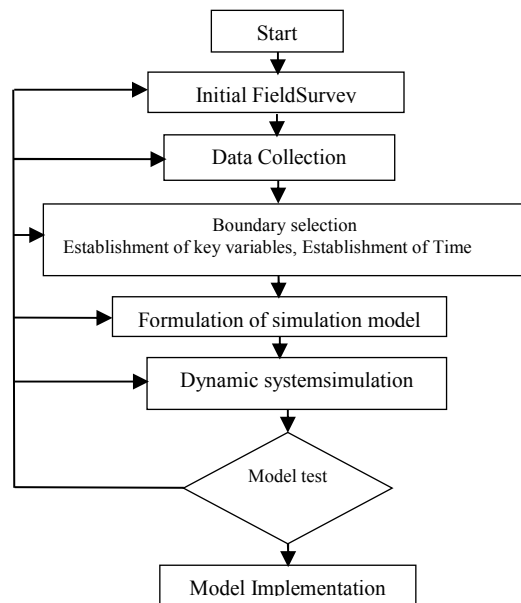 Start
Initial FieldSurvev
Data Collection
Boundary selection
Establishment of key variables, Establishment of Time
Formulation of simulation model
Dynamic systemsimulation
Model test
Model Implementation